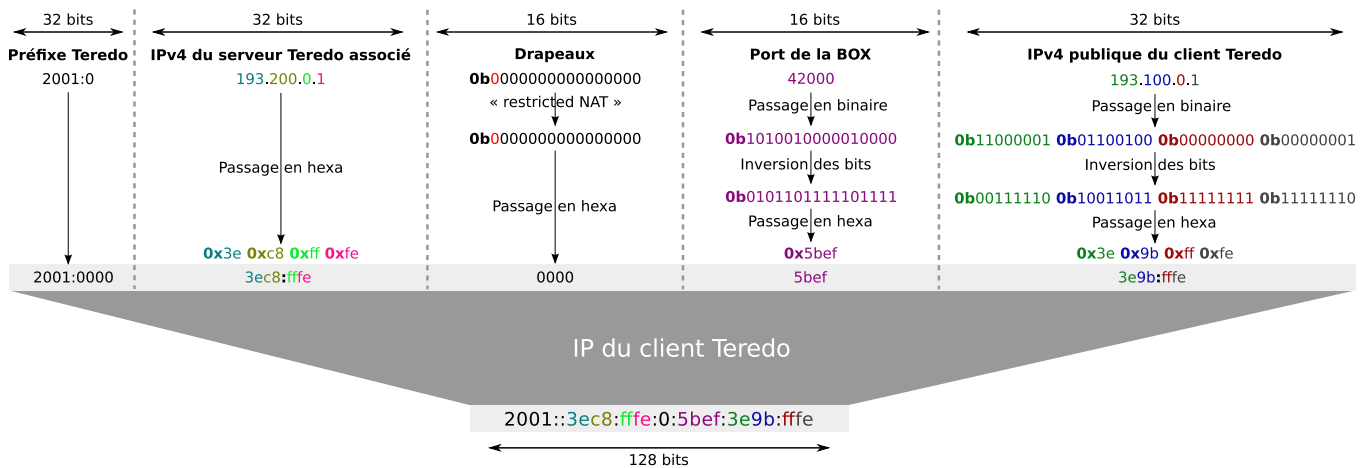 32 bits 32 bits 16 bits 16 bits 32 bits
Préfixe Teredo IPv4 du serveur Teredo associé Drapeaux Port de la BOX IPv4 publique du client Teredo
2001:0 193.200.0.1 0b0000000000000000 42000 193.100.0.1
« restricted NAT » Passage en binaire Passage en binaire
0b0000000000000000 0b1010010000010000 0b11000001 0b01100100 0b00000000 0b00000001
Passage en hexa Inversion des bits Inversion des bits
0b0101101111101111 0b00111110 0b10011011 0b11111111 0b11111110
Passage en hexa Passage en hexa Passage en hexa
0x3e 0xc8 0xff 0xfe 0x5bef 0x3e 0x9b 0xff 0xfe
2001:0000 3ec8:fffe 0000 5bef 3e9b:fffe
IP du client Teredo
2001::3ec8:fffe:0:5bef:3e9b:fffe
128 bits